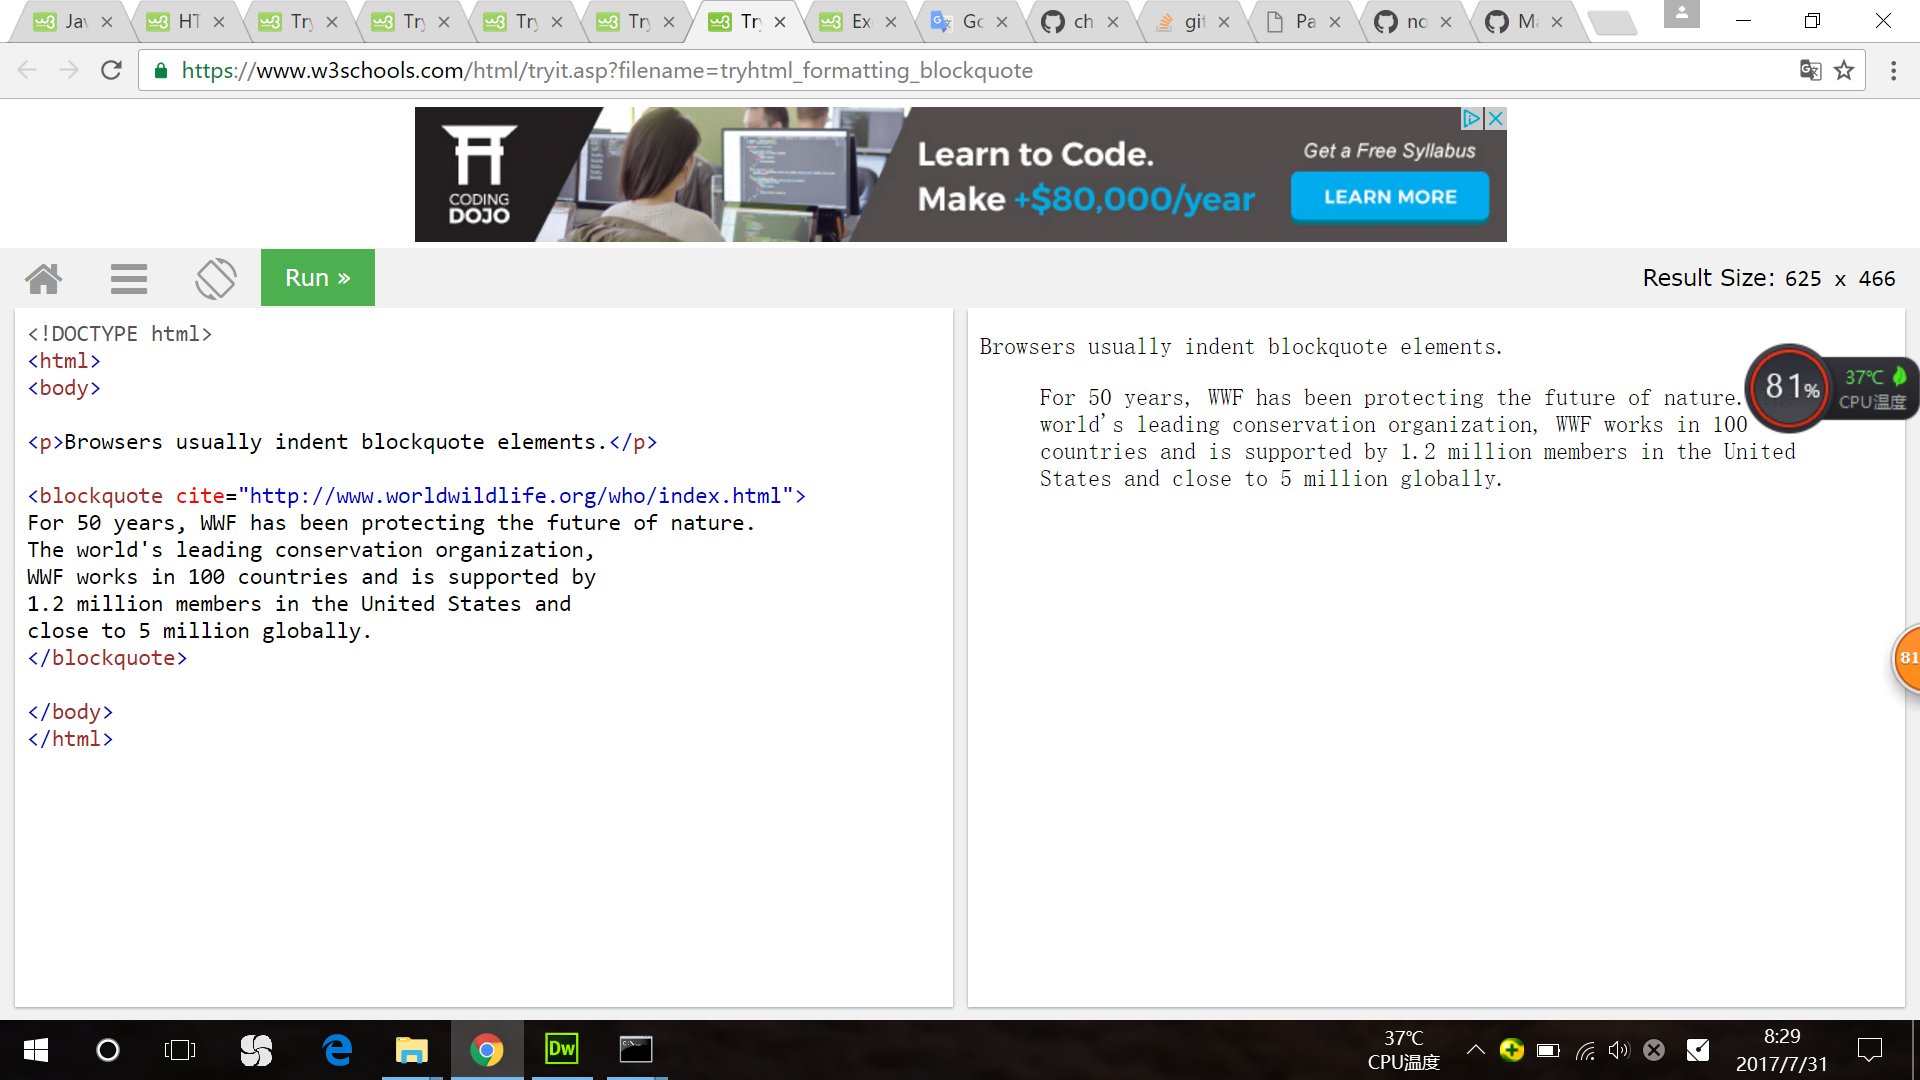 Ja
HT
Try
Try
Try
Try
Try
Ex
Go
ch
git
Pa
no
M
https://www.w3schools.com/html/tryit.asp?filename=tryhtml_formatting_blockquote
CODING
DOJO
Learn to Code.
Make +$80,000/year
Get a Free Syllabus
LEARN MORE
Run »
Result Size: 625 x 466
<!DOCTYPE html>
<html>
<body>
<p>Browsers usually indent blockquote elements.</p>
<blockquote cite="http://www.worldwildlife.org/who/index.html">
For 50 years, WWF has been protecting the future of nature.
The world's leading conservation organization,
WWF works in 100 countries and is supported by
1.2 million members in the United States and
close to 5 million globally.
</blockquote>
</body>
</html>
Browsers usually indent blockquote elements.
For 50 years, WWF has been protecting the future of nature.
world's leading conservation organization, WWF works in 100
countries and is supported by 1.2 million members in the United
States and close to 5 million globally.
81%
37℃
CPU温度
81
Dw
37℃
CPU温度
8:29
2017/7/31